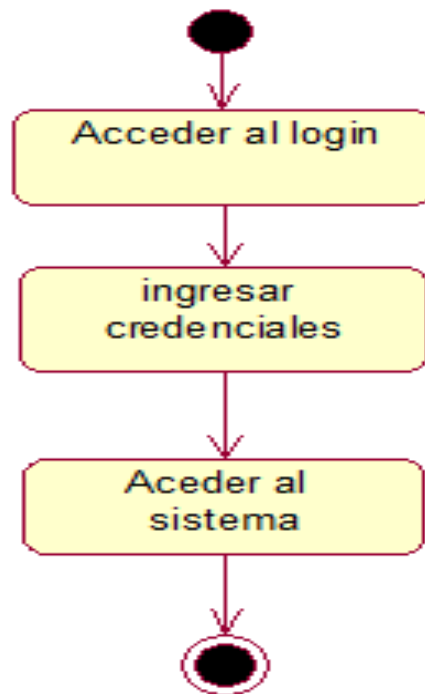 Acceder al login
ingresar
credenciales
Aceder al
sistema